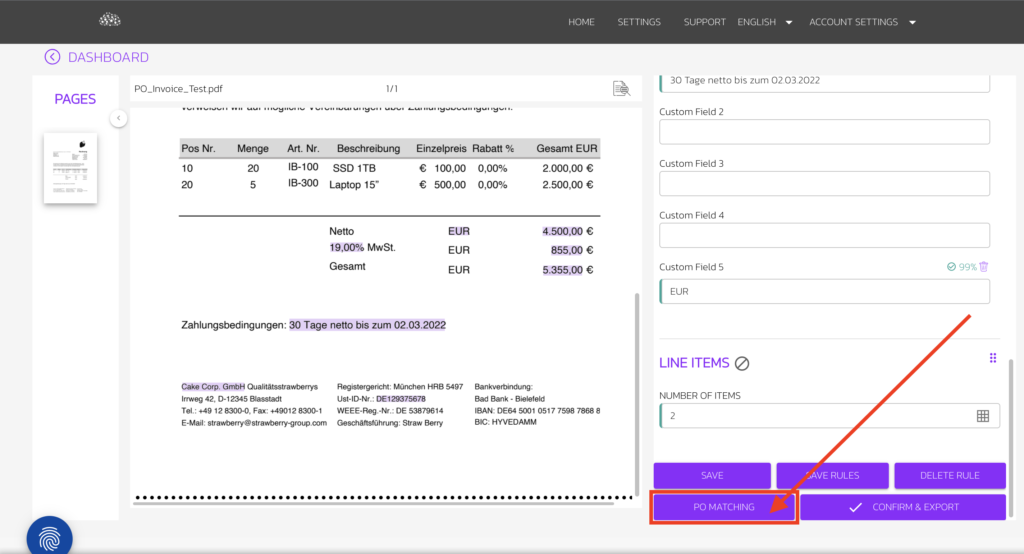 HOME SETTINGS SUPPORT ENGLISH ACCOUNT SETTINGS
DASHBOARD
PAGES
PO_Invoice_Test.pdf 1/1
verweisen wir auf mögliche Vereinbarungen über Zahlungsbedingungen.
Pos Nr. Menge Art. Nr. Beschreibung Einzelpreis Rabatt % Gesamt EUR
10 20 IB-100 SSD 1TB € 100,00 0,00% 2.000,00 €
20 5 IB-300 Laptop 15" € 500,00 0,00% 2.500,00 €
Netto EUR 4.500,00 €
19,00% MwSt. EUR 855,00 €
Gesamt EUR 5.355,00 €
Zahlungsbedingungen: 30 Tage netto bis zum 02.03.2022
Cake Corp. GmbH Qualitätsstrawberrys
Irrweg 42, D-12345 Blasstadt
Tel.: +49 12 8300-0, Fax: +49012 8300-1
E-Mail: strawberry@strawberry-group.com
Registergericht: München HRB 5497
Ust-ID-Nr.: DE129375678
WEEE-Reg.-Nr.: DE 53879614
Geschäftsführung: Straw Berry
Bankverbindung:
Bad Bank - Bielefeld
IBAN: DE64 5001 0517 7598 7868 8
BIC: HYVEDAMM
30 Tage netto bis zum 02.03.2022
Custom Field 2
Custom Field 3
Custom Field 4
Custom Field 5 99%
EUR
LINE ITEMS
NUMBER OF ITEMS
2
SAVE SAVE RULES DELETE RULE
PO MATCHING CONFIRM & EXPORT